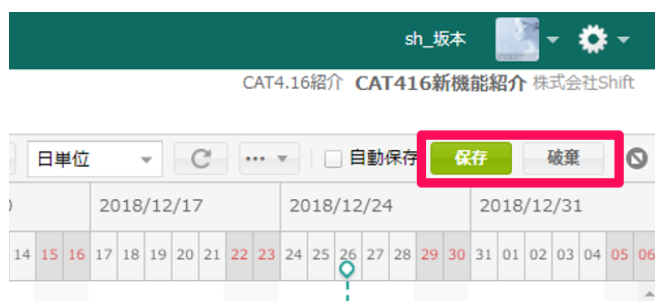 sh_坂本
CAT4.16紹介 CAT416新機能紹介 株式会社Shift
日単位 ... 自動保存 保存 破棄
2018/12/17 2018/12/24 2018/12/31
14 15 16 17 18 19 20 21 22 23 24 25 26 27 28 29 30 31 01 02 03 04 05 06